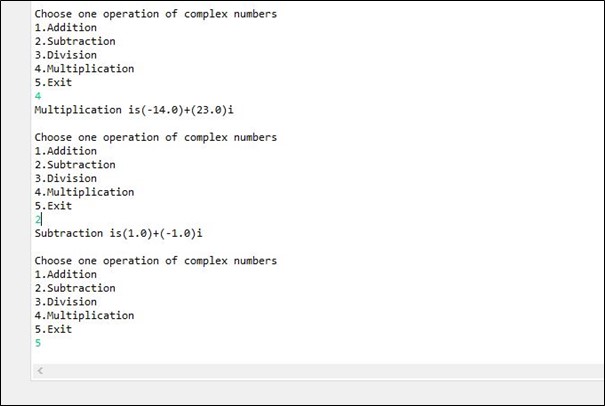 Choose one operation of complex numbers
1.Addition
2.Subtraction
3.Division
4.Multiplication
5.Exit
4
Multiplication is(-14.0)+(23.0)i
Choose one operation of complex numbers
1.Addition
2.Subtraction
3.Division
4.Multiplication
5.Exit
2
Subtraction is(1.0)+(-1.0)i
Choose one operation of complex numbers
1.Addition
2.Subtraction
3.Division
4.Multiplication
5.Exit
5